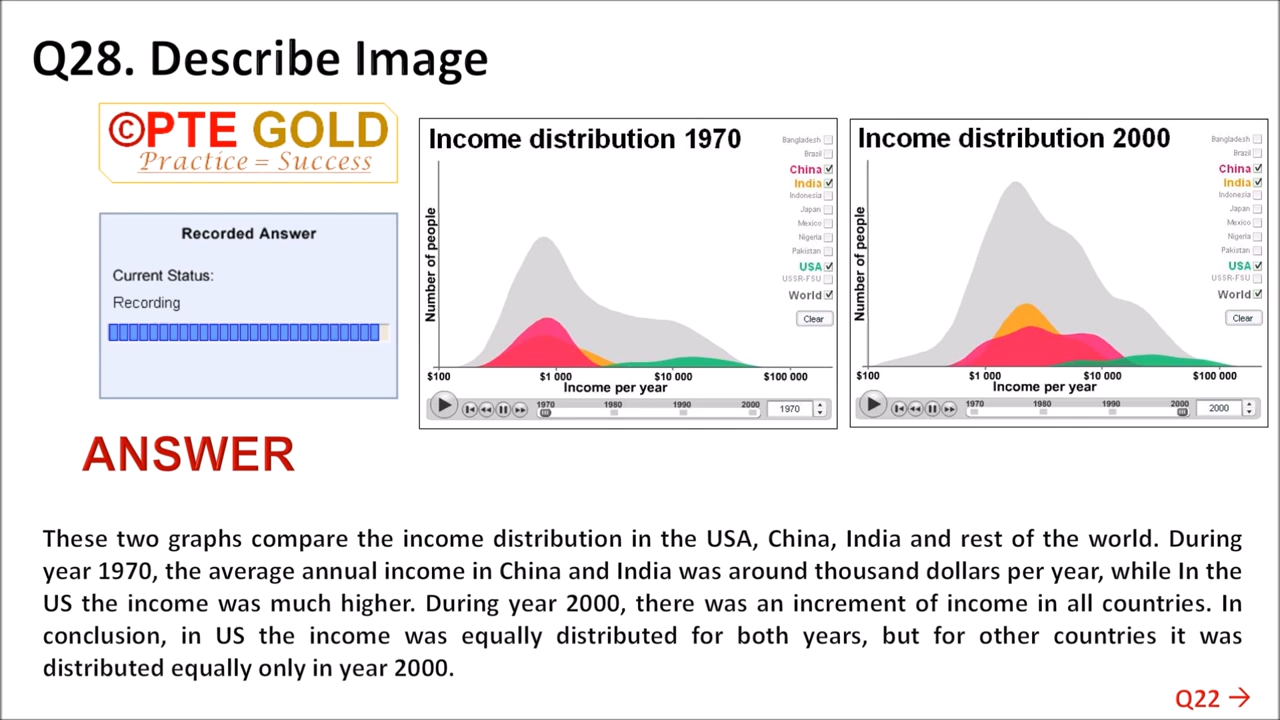 Q28. Describe Image
©PTE GOLD
Practice = Success
Recorded Answer
Current Status:
Recording
Income distribution 1970
Number of people
Bangladesh
Brazil
China
India
Indonesia
Japan
Mexico
Nigeria
Pakistan
USA
USSR-FSU
World
Clear
$100 $1 000 $10 000 $100 000
Income per year
1970 1980 1990 2000 1970
Income distribution 2000
Number of people
Bangladesh
Brazil
China
India
Indonesia
Japan
Mexico
Nigeria
Pakistan
USA
USSR-FSU
World
Clear
$100 $1 000 $10 000 $100 000
Income per year
1970 1980 1990 2000 2000
ANSWER
These two graphs compare the income distribution in the USA, China, India and rest of the world. During
year 1970, the average annual income in China and India was around thousand dollars per year, while In the
US the income was much higher. During year 2000, there was an increment of income in all countries. In
conclusion, in US the income was equally distributed for both years, but for other countries it was
distributed equally only in year 2000.
Q22 →